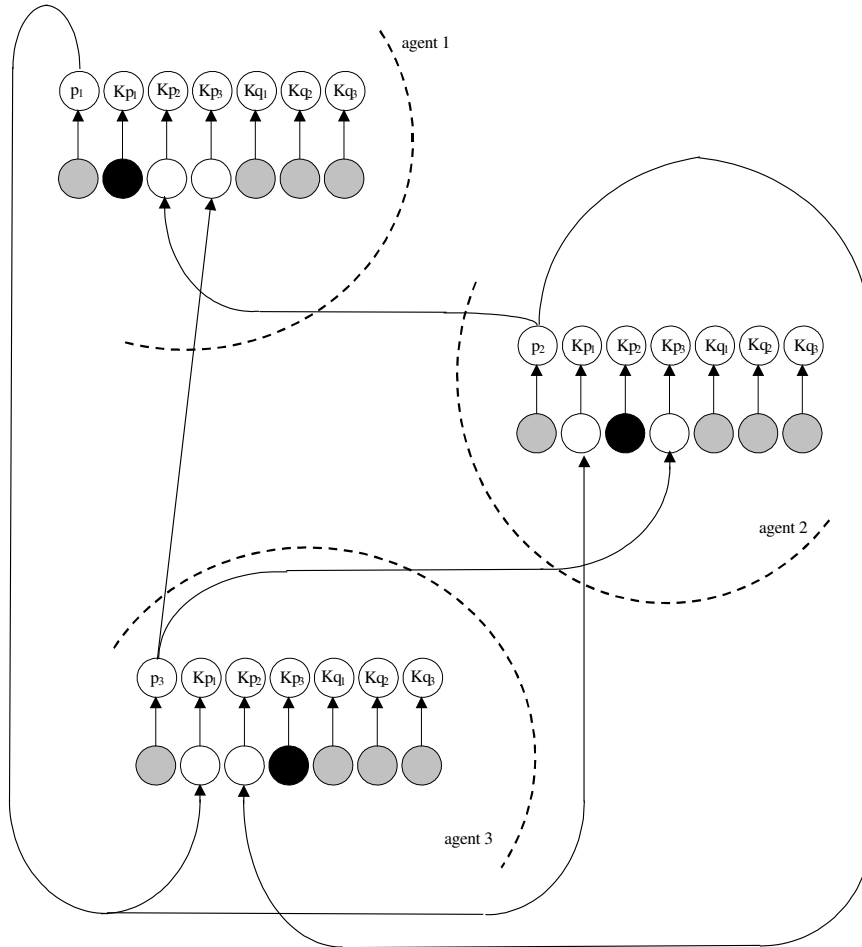 agent 1
p₁ Kp₁ Kp₂ Kp₃ Kq₁ Kq₂ Kq₃
p₂ Kp₁ Kp₂ Kp₃ Kq₁ Kq₂ Kq₃
agent 2
p₃ Kp₁ Kp₂ Kp₃ Kq₁ Kq₂ Kq₃
agent 3